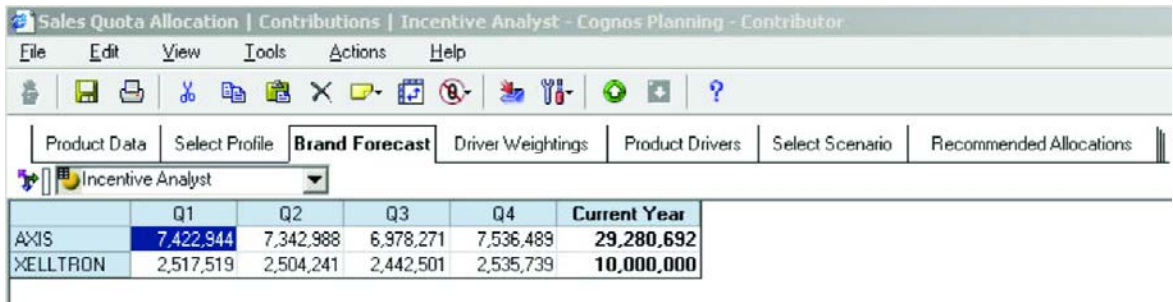 Sales Quota Allocation | Contributions | Incentive Analyst - Cognos Planning - Contributor
File Edit View Tools Actions Help
Product Data Select Profile Brand Forecast Driver Weightings Product Drivers Select Scenario Recommended Allocations
Incentive Analyst
Q1 Q2 Q3 Q4 Current Year
AXIS 7,422,944 7,342,988 6,978,271 7,536,489 29,280,692
XELLTRON 2,517,519 2,504,241 2,442,501 2,535,739 10,000,000